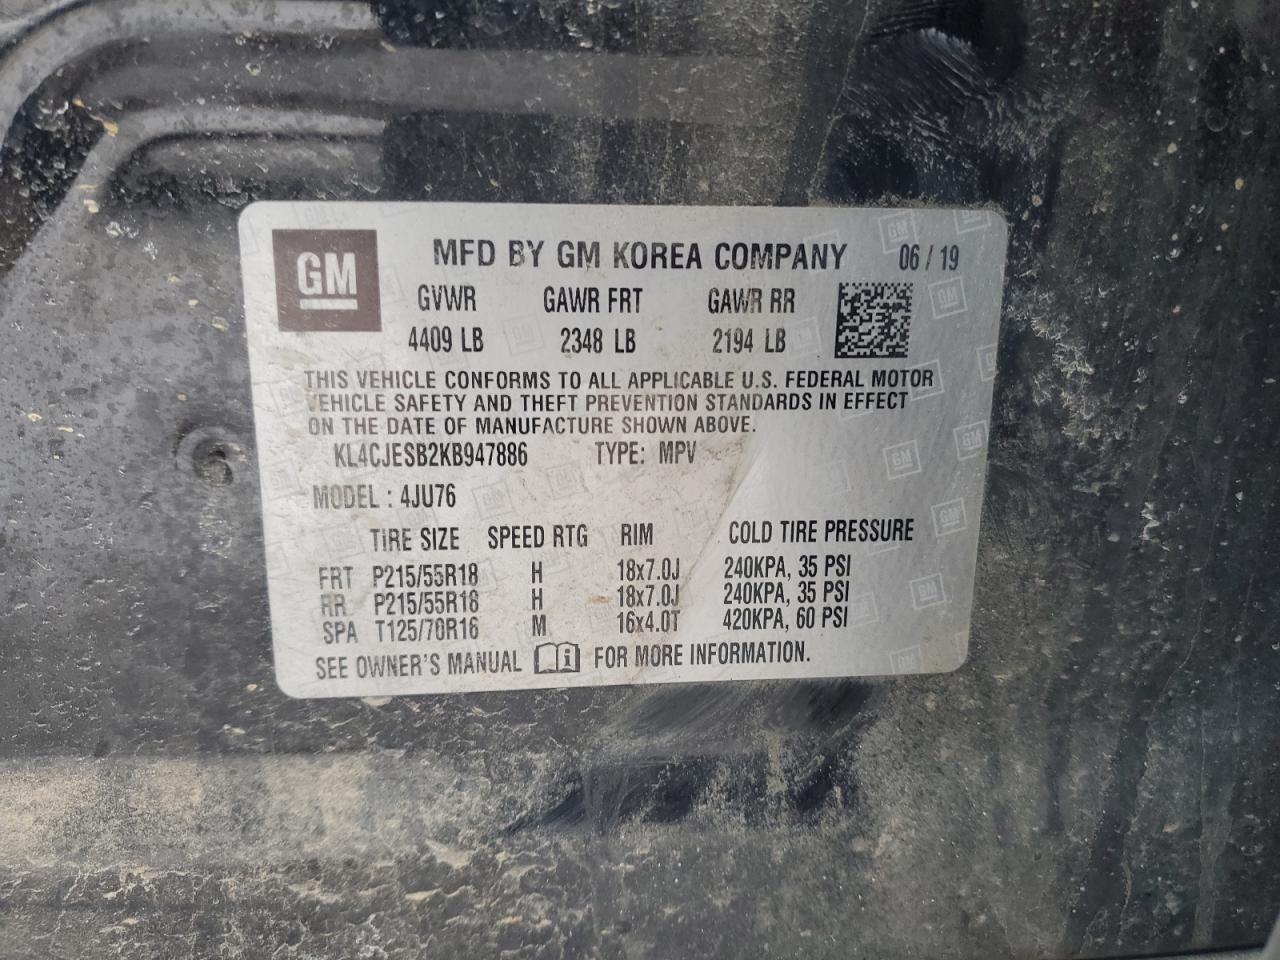 GM
MFD BY GM KOREA COMPANY 06 / 19
GVWR GAWR FRT GAWR RR
4409 LB 2348 LB 2194 LB
THIS VEHICLE CONFORMS TO ALL APPLICABLE U.S. FEDERAL MOTOR
VEHICLE SAFETY AND THEFT PREVENTION STANDARDS IN EFFECT
ON THE DATE OF MANUFACTURE SHOWN ABOVE.
KL4CJESB2KB947886 TYPE: MPV
MODEL : 4JU76
TIRE SIZE SPEED RTG RIM COLD TIRE PRESSURE
FRT P215/55R18 H 18x7.0J 240KPA, 35 PSI
RR P215/55R18 H 18x7.0J 240KPA, 35 PSI
SPA T125/70R16 M 16x4.0T 420KPA, 60 PSI
SEE OWNER'S MANUAL FOR MORE INFORMATION.